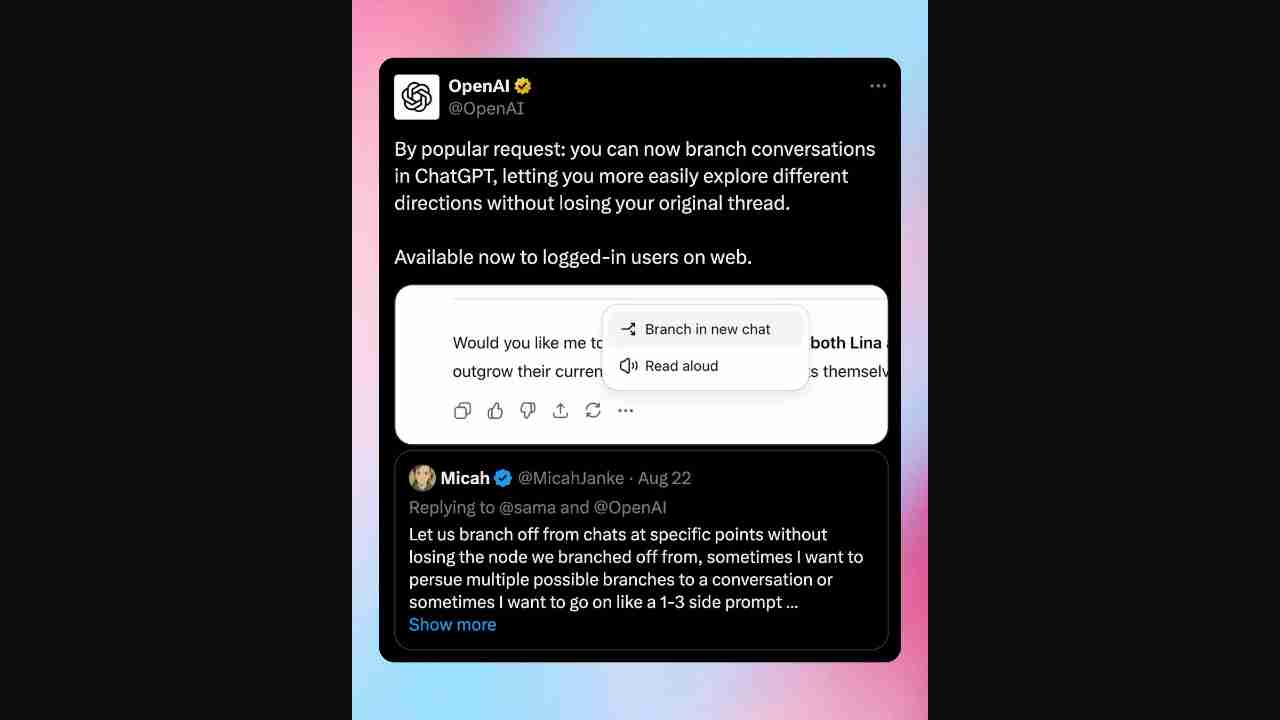 OpenAI
@OpenAI
By popular request: you can now branch conversations
in ChatGPT, letting you more easily explore different
directions without losing your original thread.
Available now to logged-in users on web.
Branch in new chat
Would you like me to
both Lina
Read aloud
outgrow their curren
s themselv
Micah @MicahJanke · Aug 22
Replying to @sama and @OpenAI
Let us branch off from chats at specific points without
losing the node we branched off from, sometimes I want to
persue multiple possible branches to a conversation or
sometimes I want to go on like a 1-3 side prompt ...
Show more